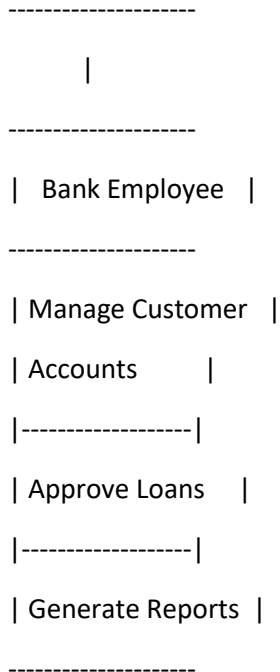 ---------------------
|
---------------------
| Bank Employee |
---------------------
| Manage Customer |
| Accounts |
|-------------------|
| Approve Loans |
|-------------------|
| Generate Reports |
---------------------